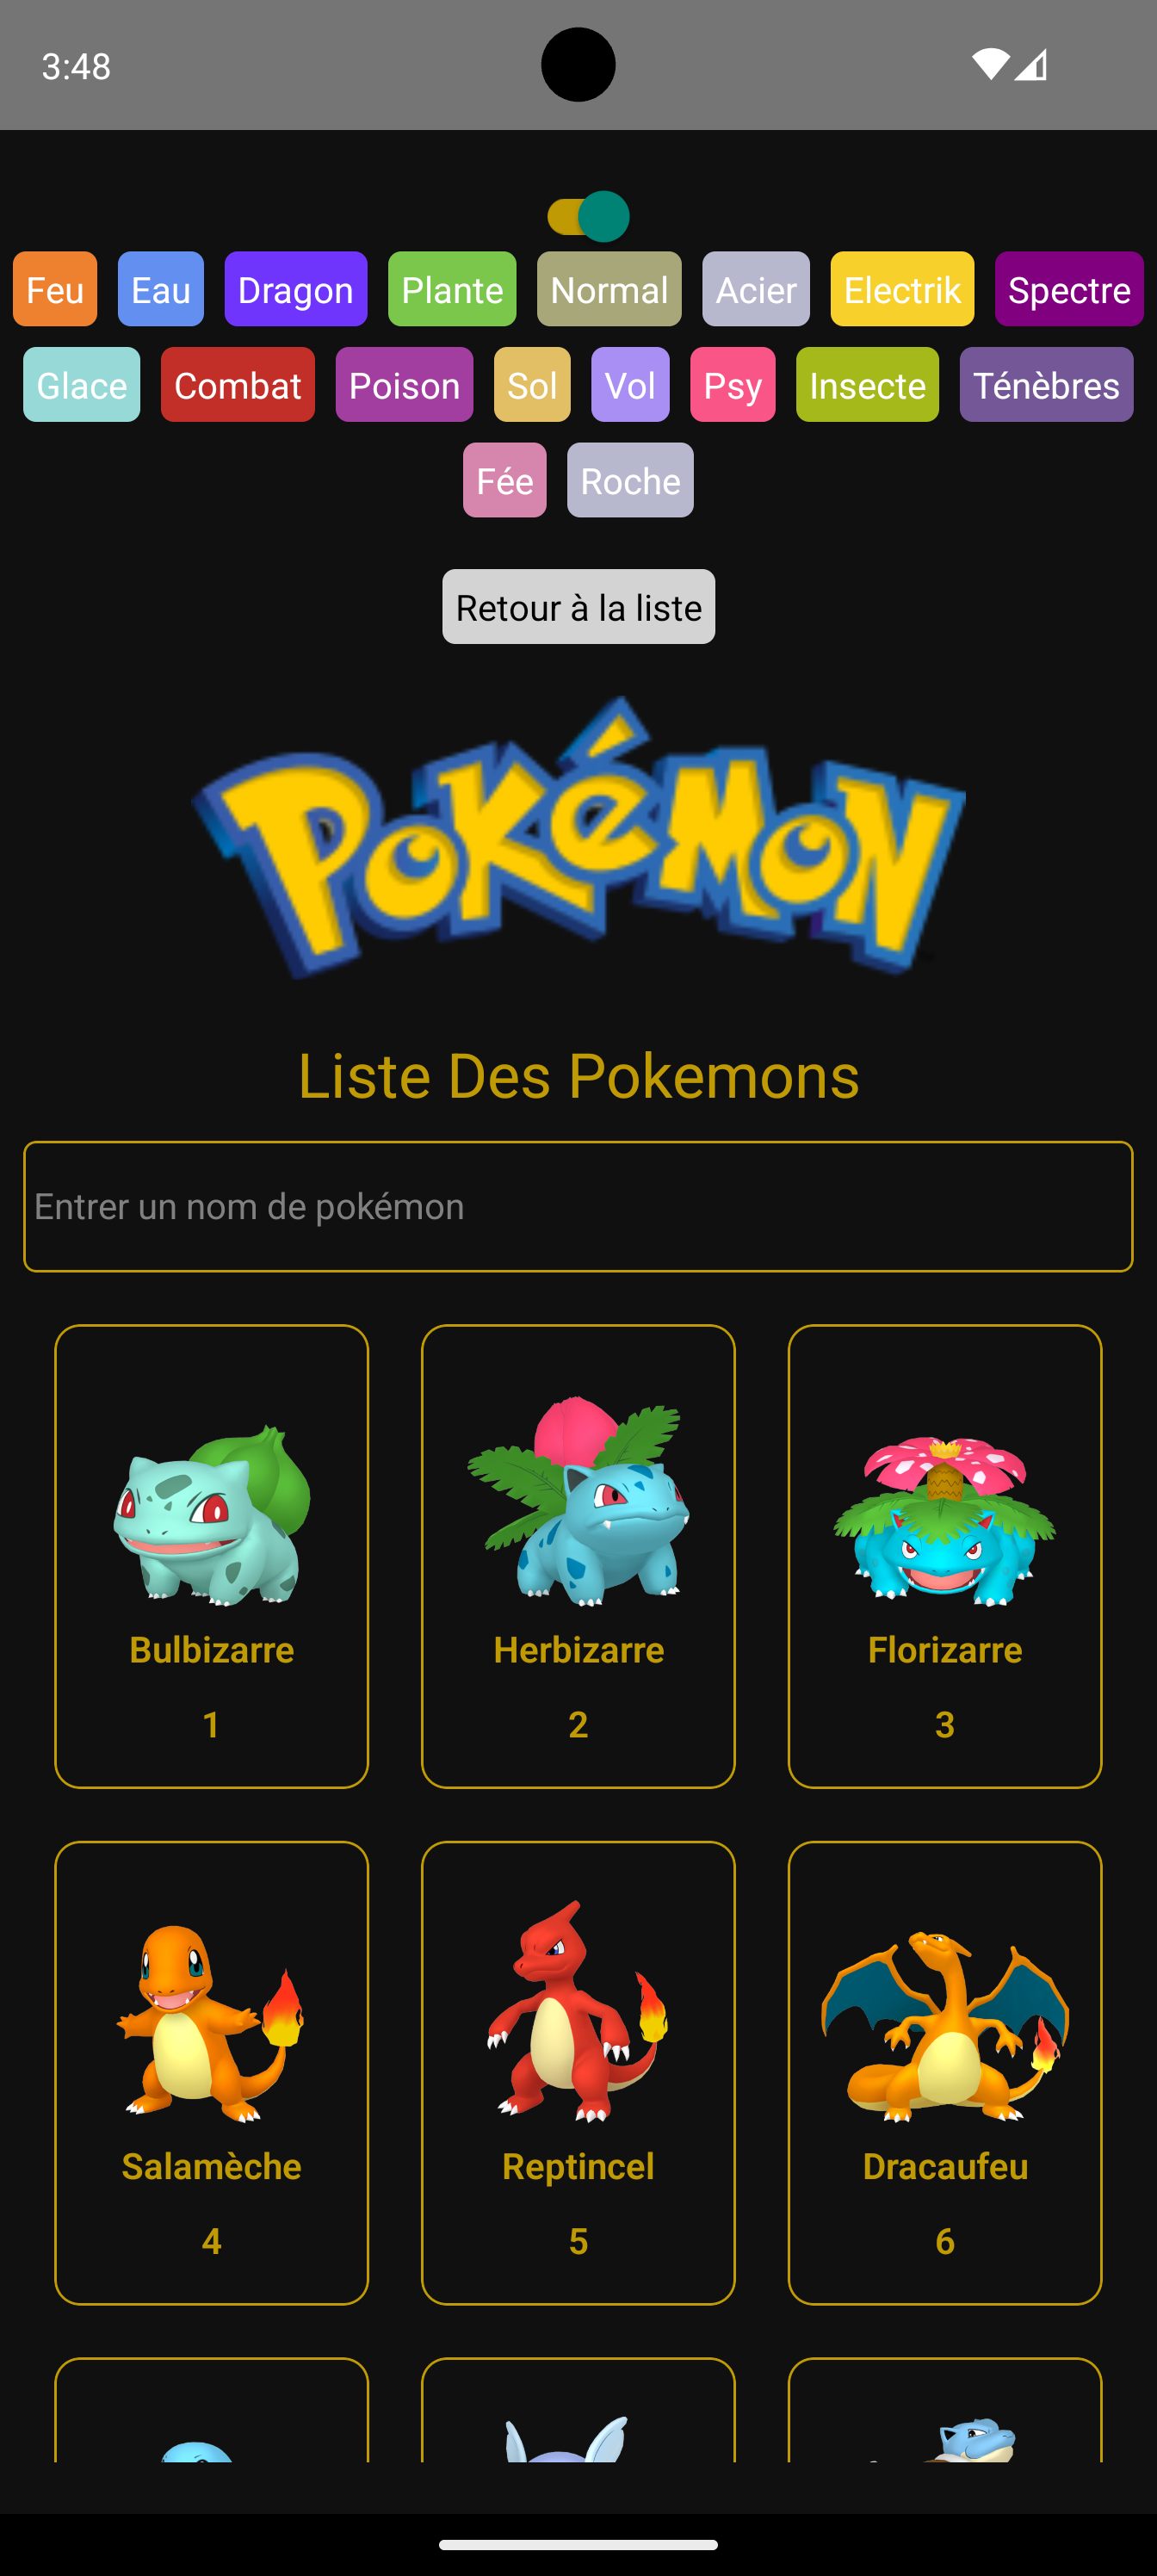 3:48
Feu Eau Dragon Plante Normal Acier Electrik Spectre
Glace Combat Poison Sol Vol Psy Insecte Ténèbres
Fée Roche
Retour à la liste
POKéMON
Liste Des Pokemons
Entrer un nom de pokémon
Bulbizarre Herbizarre Florizarre
1 2 3
Salamèche Reptincel Dracaufeu
4 5 6